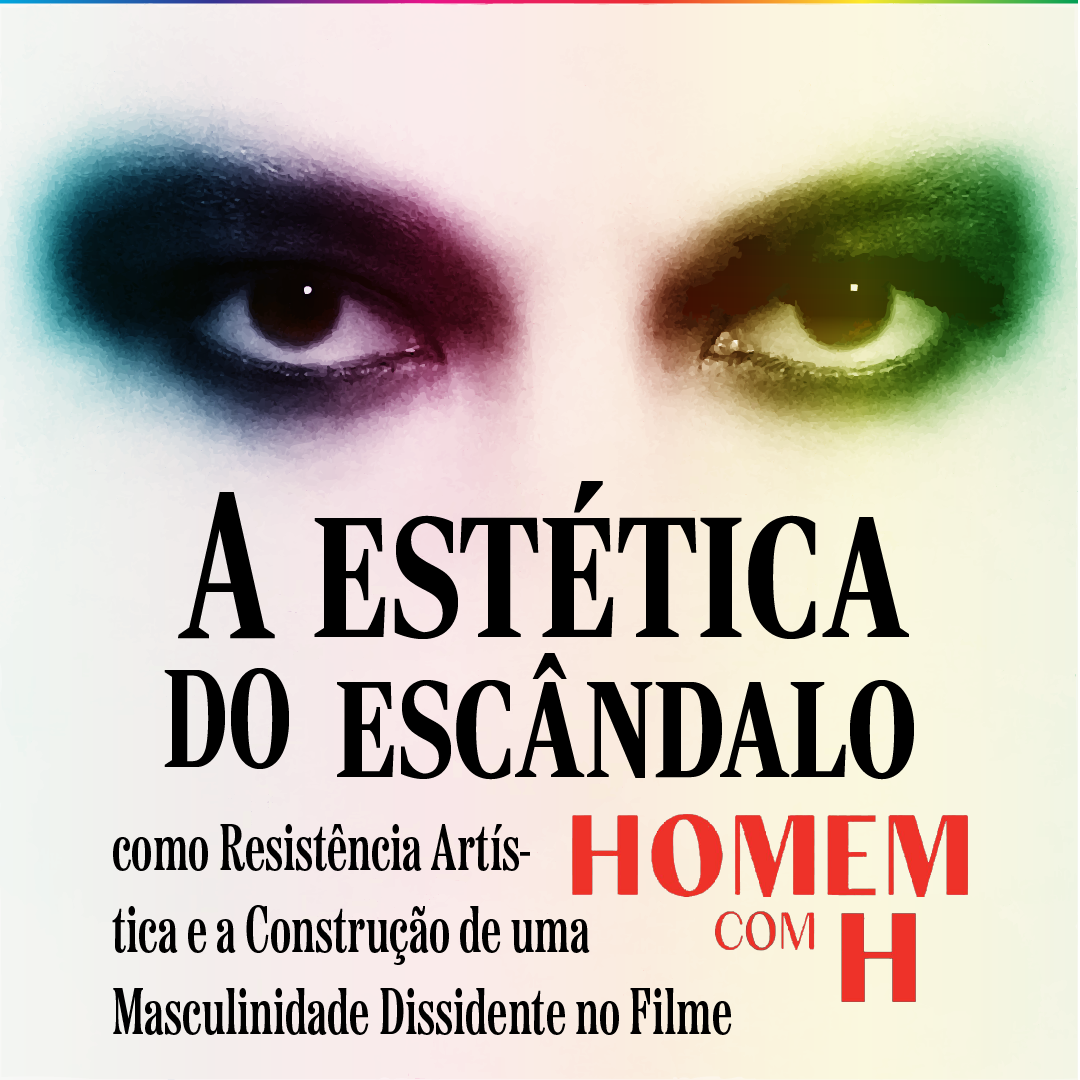 A ESTÉTICA
DO ESCÂNDALO
como Resistência Artís-
tica e a Construção de uma
Masculinidade Dissidente no Filme
HOMEM
COM H